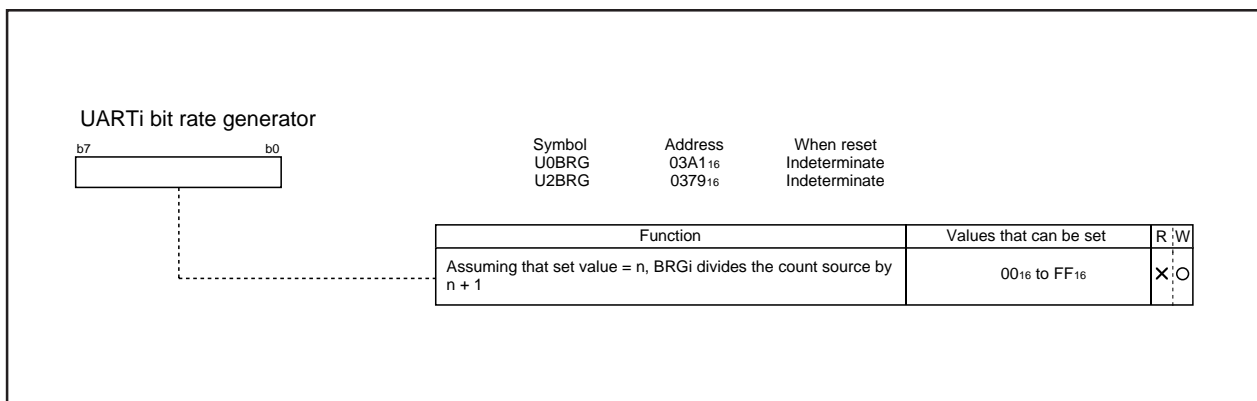 UARTi bit rate generator
b7 b0
Symbol Address When reset
U0BRG 03A116 Indeterminate
U2BRG 037916 Indeterminate
Function Values that can be set R W
Assuming that set value = n, BRGi divides the count source by
n + 1
0016 to FF16